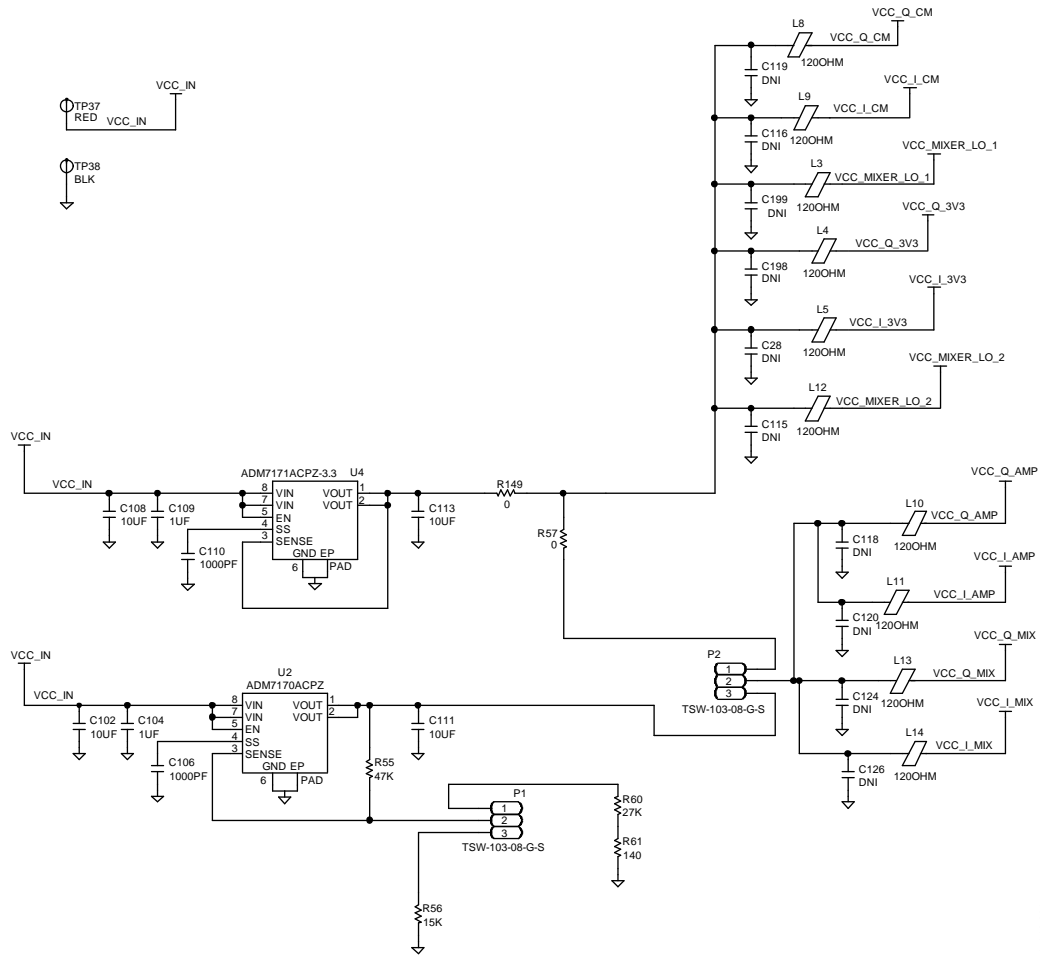 VCC_Q_CM
L8
VCC_Q_CM
120OHM
C119
DNI
VCC_I_CM
L9
VCC_I_CM
120OHM
C116
DNI
VCC_MIXER_LO_1
L3
VCC_MIXER_LO_1
120OHM
C199
DNI
VCC_Q_3V3
L4
VCC_Q_3V3
120OHM
C198
DNI
VCC_I_3V3
L5
VCC_I_3V3
120OHM
C28
DNI
VCC_MIXER_LO_2
L12
VCC_MIXER_LO_2
120OHM
C115
DNI
VCC_IN
TP37
RED
VCC_IN
TP38
BLK
VCC_IN
VCC_IN
C108
10UF
C109
1UF
C110
1000PF
ADM7171ACPZ-3.3
U4
8
7
5
4
3
VIN
VIN
EN
SS
SENSE
VOUT
VOUT
1
2
GND EP
6
PAD
C113
10UF
R149
0
R57
0
VCC_IN
VCC_IN
C102
10UF
C104
1UF
C106
1000PF
U2
ADM7170ACPZ
8
7
5
4
3
VIN
VIN
EN
SS
SENSE
VOUT
VOUT
1
2
GND EP
6
PAD
R55
47K
C111
10UF
P1
1
2
3
TSW-103-08-G-S
R60
27K
R61
140
R56
15K
P2
1
2
3
TSW-103-08-G-S
VCC_Q_AMP
L10
VCC_Q_AMP
120OHM
C118
DNI
VCC_I_AMP
L11
VCC_I_AMP
120OHM
C120
DNI
VCC_Q_MIX
L13
VCC_Q_MIX
120OHM
C124
DNI
VCC_I_MIX
L14
VCC_I_MIX
120OHM
C126
DNI